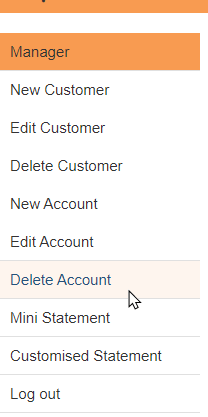 Manager
New Customer
Edit Customer
Delete Customer
New Account
Edit Account
Delete Account
Mini Statement
Customised Statement
Log out